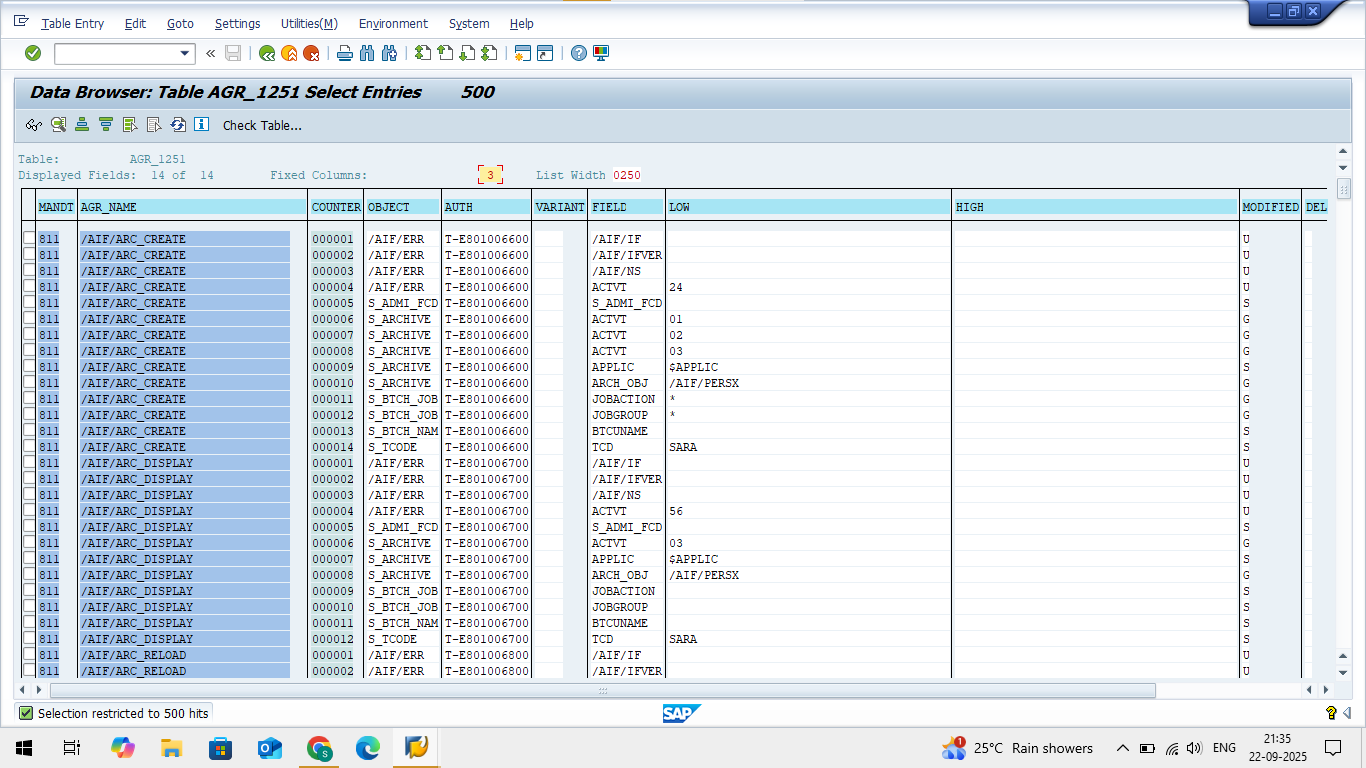 Table Entry Edit Goto Settings Utilities(M) Environment System Help
Data Browser: Table AGR_1251 Select Entries 500
Check Table...
Table: AGR_1251
Displayed Fields: 14 of 14 Fixed Columns: 3 List Width 0250
MANDT AGR_NAME COUNTER OBJECT AUTH VARIANT FIELD LOW HIGH MODIFIED DEL
811 /AIF/ARC_CREATE 000001 /AIF/ERR T-E801006600 /AIF/IF U
811 /AIF/ARC_CREATE 000002 /AIF/ERR T-E801006600 /AIF/IFVER U
811 /AIF/ARC_CREATE 000003 /AIF/ERR T-E801006600 /AIF/NS U
811 /AIF/ARC_CREATE 000004 /AIF/ERR T-E801006600 ACTVT 24 U
811 /AIF/ARC_CREATE 000005 S_ADMI_FCD T-E801006600 S_ADMI_FCD S
811 /AIF/ARC_CREATE 000006 S_ARCHIVE T-E801006600 ACTVT 01 G
811 /AIF/ARC_CREATE 000007 S_ARCHIVE T-E801006600 ACTVT 02 G
811 /AIF/ARC_CREATE 000008 S_ARCHIVE T-E801006600 ACTVT 03 G
811 /AIF/ARC_CREATE 000009 S_ARCHIVE T-E801006600 APPLIC $APPLIC S
811 /AIF/ARC_CREATE 000010 S_ARCHIVE T-E801006600 ARCH_OBJ /AIF/PERSX G
811 /AIF/ARC_CREATE 000011 S_BTCH_JOB T-E801006600 JOBACTION * G
811 /AIF/ARC_CREATE 000012 S_BTCH_JOB T-E801006600 JOBGROUP * G
811 /AIF/ARC_CREATE 000013 S_BTCH_NAM T-E801006600 BTCUNAME S
811 /AIF/ARC_CREATE 000014 S_TCODE T-E801006600 TCD SARA S
811 /AIF/ARC_DISPLAY 000001 /AIF/ERR T-E801006700 /AIF/IF U
811 /AIF/ARC_DISPLAY 000002 /AIF/ERR T-E801006700 /AIF/IFVER U
811 /AIF/ARC_DISPLAY 000003 /AIF/ERR T-E801006700 /AIF/NS U
811 /AIF/ARC_DISPLAY 000004 /AIF/ERR T-E801006700 ACTVT 56 U
811 /AIF/ARC_DISPLAY 000005 S_ADMI_FCD T-E801006700 S_ADMI_FCD S
811 /AIF/ARC_DISPLAY 000006 S_ARCHIVE T-E801006700 ACTVT 03 G
811 /AIF/ARC_DISPLAY 000007 S_ARCHIVE T-E801006700 APPLIC $APPLIC S
811 /AIF/ARC_DISPLAY 000008 S_ARCHIVE T-E801006700 ARCH_OBJ /AIF/PERSX G
811 /AIF/ARC_DISPLAY 000009 S_BTCH_JOB T-E801006700 JOBACTION S
811 /AIF/ARC_DISPLAY 000010 S_BTCH_JOB T-E801006700 JOBGROUP S
811 /AIF/ARC_DISPLAY 000011 S_BTCH_NAM T-E801006700 BTCUNAME S
811 /AIF/ARC_DISPLAY 000012 S_TCODE T-E801006700 TCD SARA S
811 /AIF/ARC_RELOAD 000001 /AIF/ERR T-E801006800 /AIF/IF U
811 /AIF/ARC_RELOAD 000002 /AIF/ERR T-E801006800 /AIF/IFVER U
Selection restricted to 500 hits SAP
1 25°C Rain showers ENG 21:35
22-09-2025